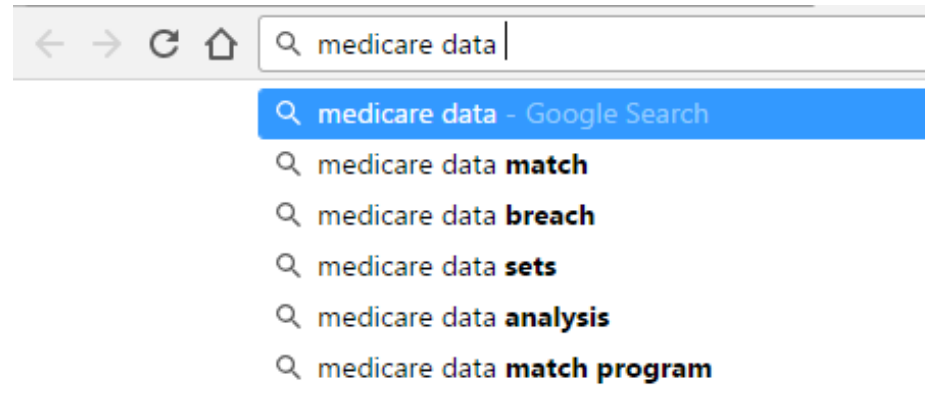 medicare data
medicare data - Google Search
medicare data match
medicare data breach
medicare data sets
medicare data analysis
medicare data match program